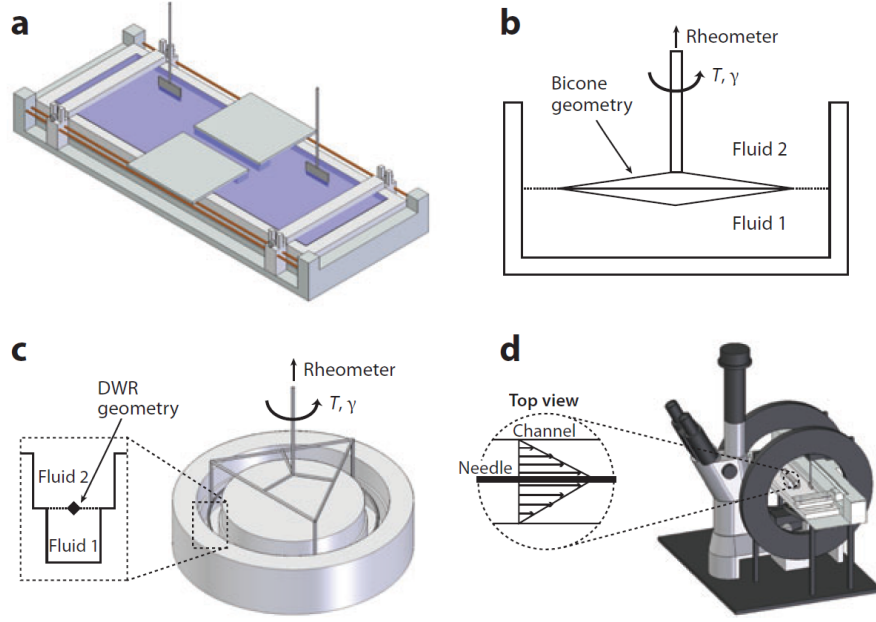 a
b
Rheometer
T, γ
Bicone
geometry
Fluid 2
Fluid 1
c
Rheometer
T, γ
DWR
geometry
Fluid 2
Fluid 1
d
Top view
Channel
Needle